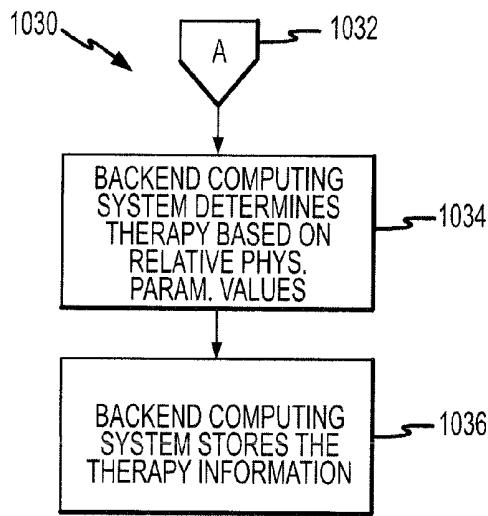 1030
A
1032
BACKEND COMPUTING
SYSTEM DETERMINES
THERAPY BASED ON
RELATIVE PHYS.
PARAM. VALUES
1034
BACKEND COMPUTING
SYSTEM STORES THE
THERAPY INFORMATION
1036